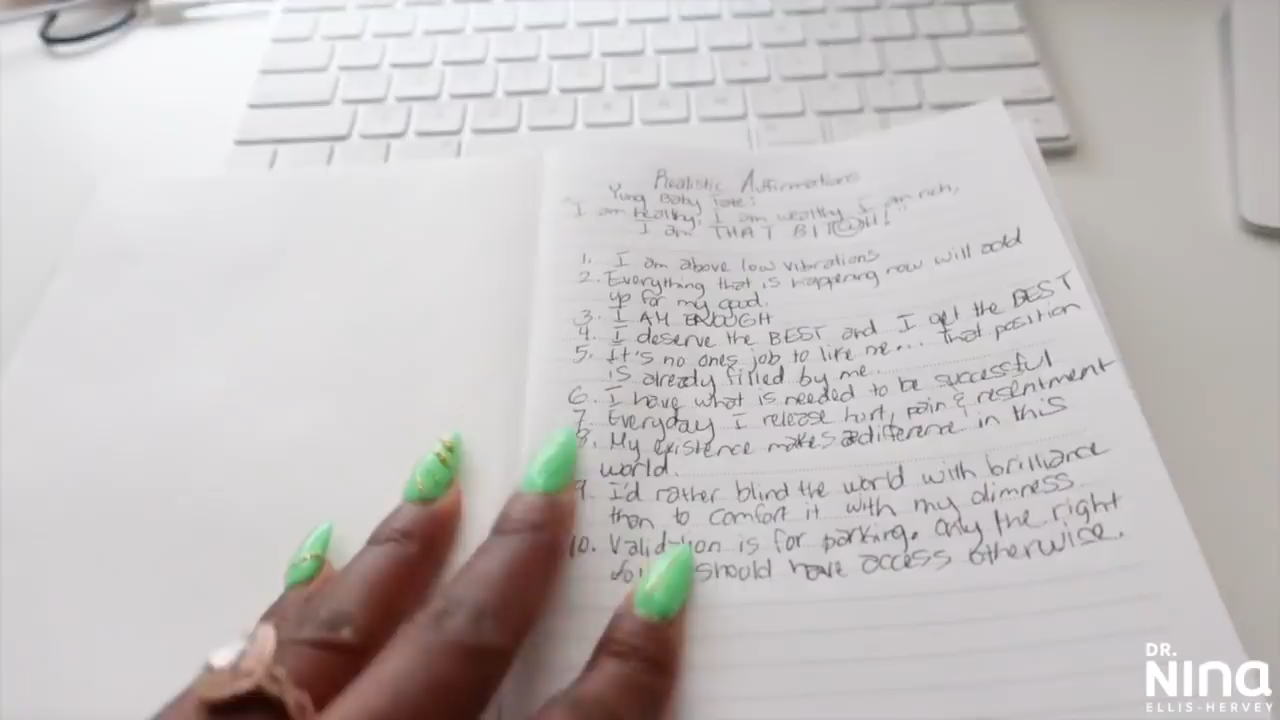 Realistic Affirmations
Yung Baby Tate:
"I am healthy, I am wealthy, I am rich,
I am THAT BITCH!"
1. I am above low vibrations
2. Everything that is happening now will add
up for my good.
3. I AM ENOUGH
4. I deserve the BEST and I get the BEST
5. It's no ones job to like me... That position
is already filled by me.
6. I have what is needed to be successful
7. Everyday I release hurt, pain & resentment
8. My existence makes a difference in this
world.
9. I'd rather blind the world with brilliance
than to comfort it with my dimness
10. Validation is for parking. Only the right
should have access otherwise.
DR.
Nina
ELLIS-HERVEY